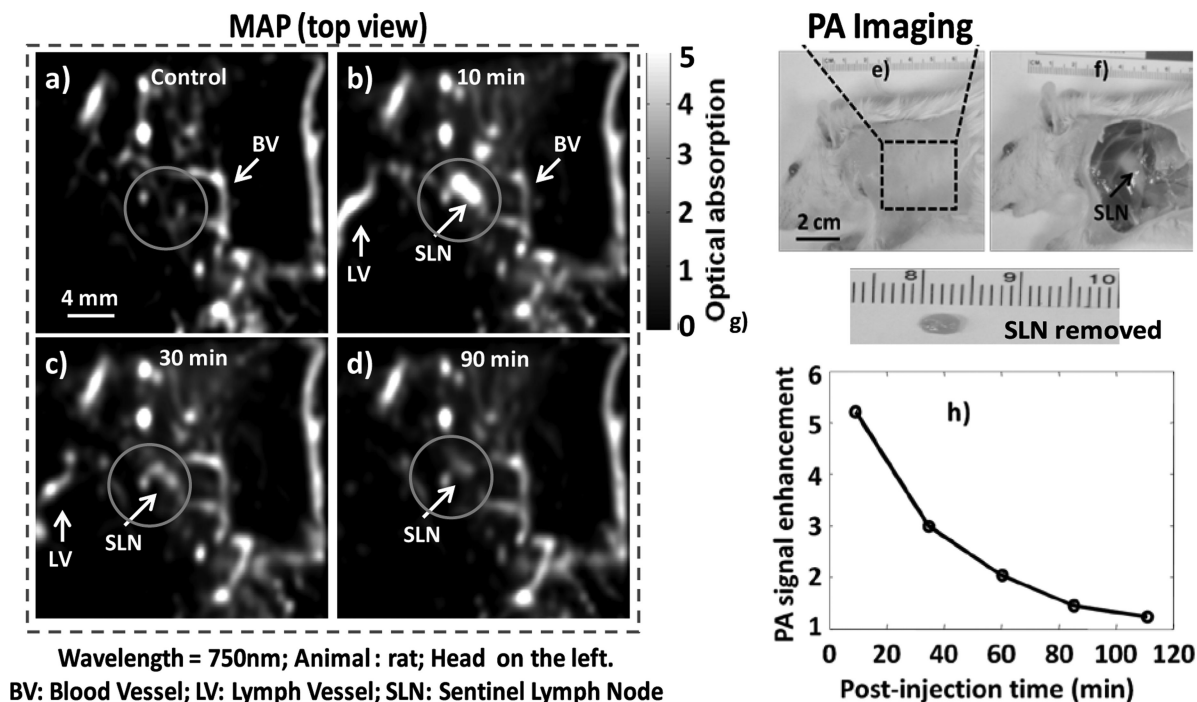 MAP (top view)
PA Imaging
a)
Control
BV
4 mm
b)
10 min
BV
SLN
LV
5
4
3
2
1
0
Optical absorption
c)
30 min
SLN
LV
d)
90 min
SLN
e)
2 cm
f)
SLN
g)
8
9
10
SLN removed
h)
6
5
4
3
2
1
PA signal enhancement
0 20 40 60 80 100 120
Post-injection time (min)
Wavelength = 750nm; Animal : rat; Head on the left.
BV: Blood Vessel; LV: Lymph Vessel; SLN: Sentinel Lymph Node